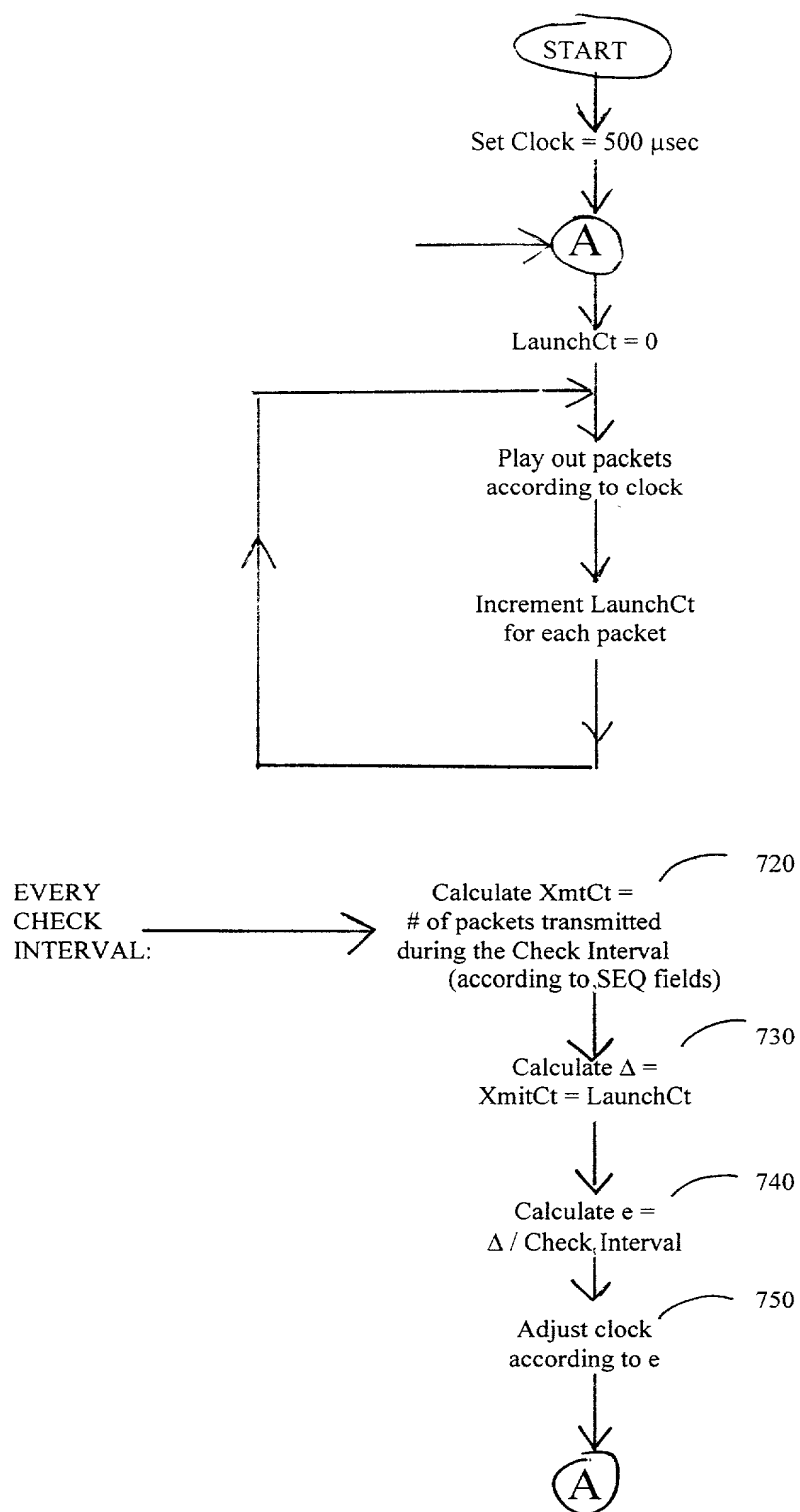 START
Set Clock = 500 μsec
A
LaunchCt = 0
Play out packets
according to clock
Increment LaunchCt
for each packet
720
EVERY
CHECK
INTERVAL:
Calculate XmtCt =
# of packets transmitted
during the Check Interval
(according to SEQ fields)
730
Calculate Δ =
XmitCt = LaunchCt
740
Calculate e =
Δ / Check Interval
750
Adjust clock
according to e
A